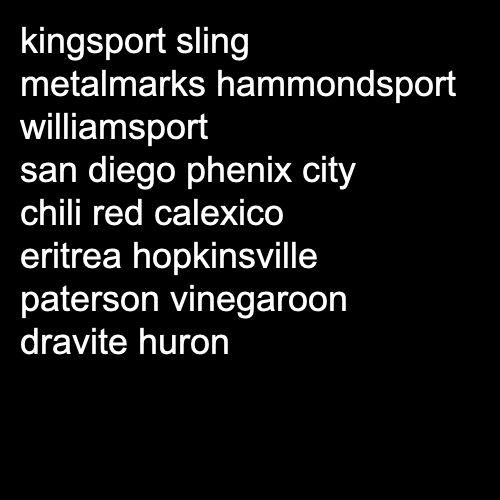 kingsport sling
metalmarks hammondsport
williamsport
san diego phenix city
chili red calexico
eritrea hopkinsville
paterson vinegaroon
dravite huron